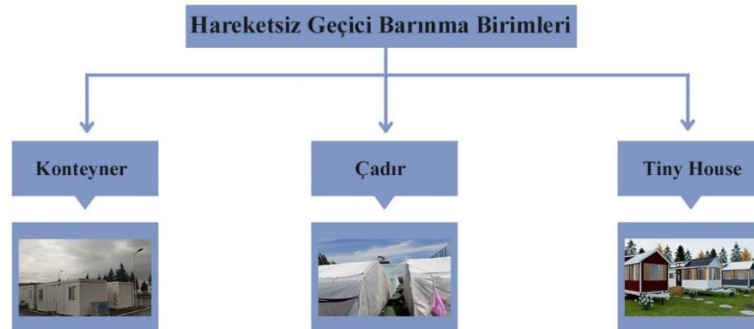 Hareketsiz Geçici Barınma Birimleri
Konteyner
Çadır
Tiny House